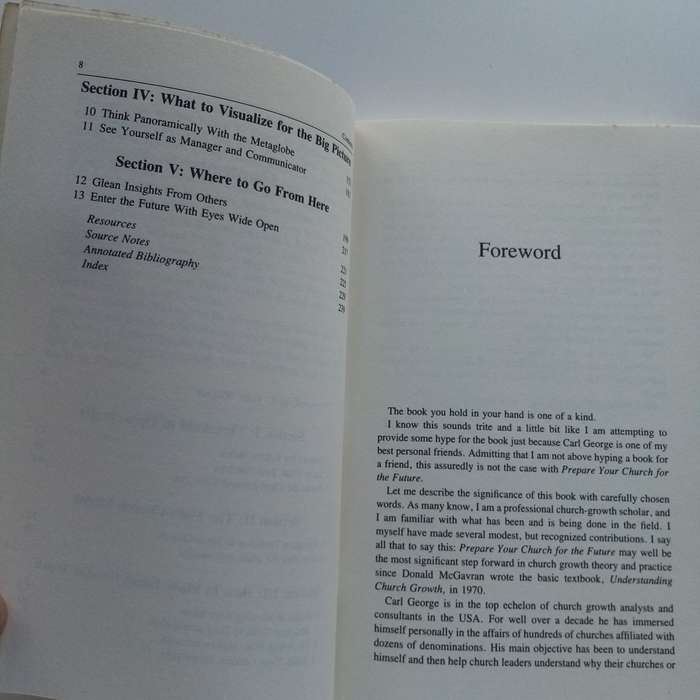 8
Contents
Section IV: What to Visualize for the Big Picture
10 Think Panoramically With the Metaglobe
11 See Yourself as Manager and Communicator
Section V: Where to Go From Here
12 Glean Insights From Others
13 Enter the Future With Eyes Wide Open
Resources
Source Notes
Annotated Bibliography
Index
Foreword
The book you hold in your hand is one of a kind.
I know this sounds trite and a little bit like I am attempting to
provide some hype for the book just because Carl George is one of my
best personal friends. Admitting that I am not above hyping a book for
a friend, this assuredly is not the case with Prepare Your Church for
the Future.
Let me describe the significance of this book with carefully chosen
words. As many know, I am a professional church-growth scholar, and
I am familiar with what has been and is being done in the field. I
myself have made several modest, but recognized contributions. I say
all that to say this: Prepare Your Church for the Future may well be
the most significant step forward in church growth theory and practice
since Donald McGavran wrote the basic textbook, Understanding
Church Growth, in 1970.
Carl George is in the top echelon of church growth analysts and
consultants in the USA. For well over a decade he has immersed
himself personally in the affairs of hundreds of churches affiliated with
dozens of denominations. His main objective has been to understand
himself and then help church leaders understand why their churches or